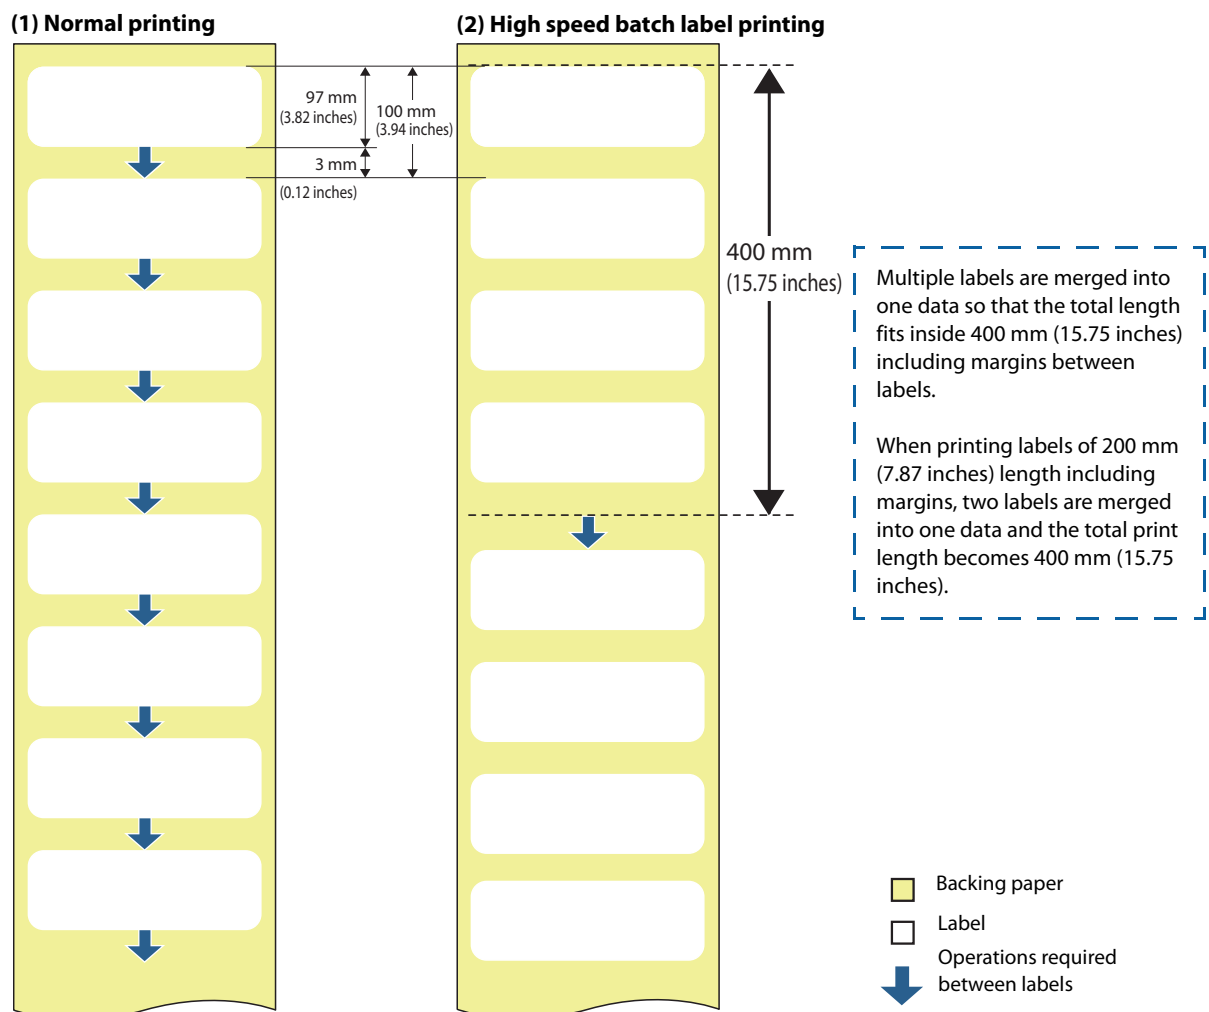 (1) Normal printing
(2) High speed batch label printing
97 mm
(3.82 inches)
100 mm
(3.94 inches)
3 mm
(0.12 inches)
400 mm
(15.75 inches)
Multiple labels are merged into
one data so that the total length
fits inside 400 mm (15.75 inches)
including margins between
labels.
When printing labels of 200 mm
(7.87 inches) length including
margins, two labels are merged
into one data and the total print
length becomes 400 mm (15.75
inches).
Backing paper
Label
Operations required
between labels